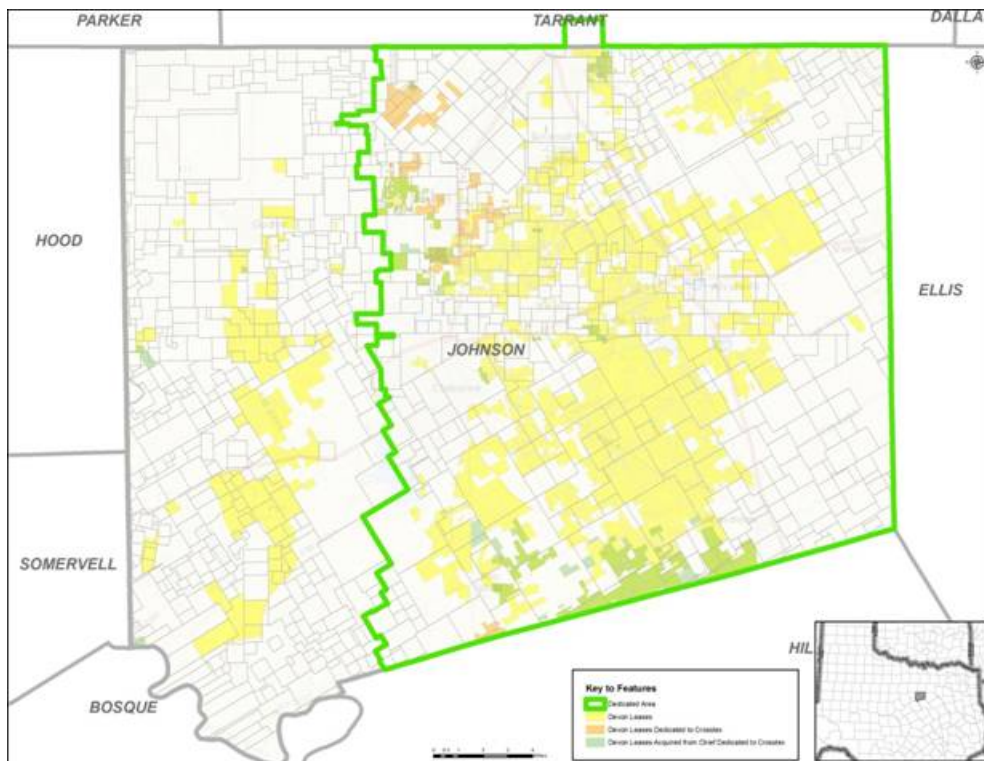 PARKER
TARRANT
DALLA
HOOD
ELLIS
JOHNSON
SOMERVELL
HIL
BOSQUE
Key to Features
Dedicated Area
Devon Leases
Devon Leases Dedicated to Crosstex
Devon Leases Acquired from Chief Dedicated to Crosstex